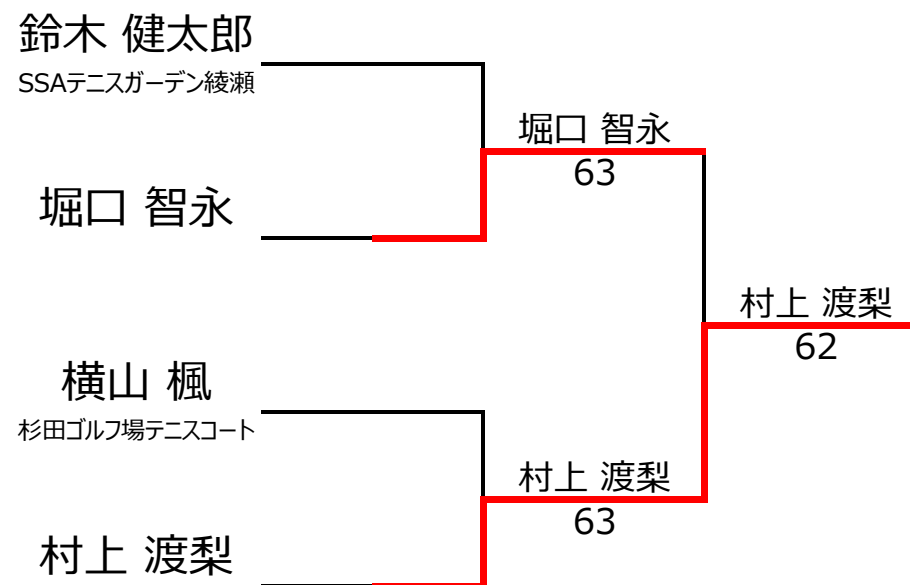 鈴木 健太郎
SSAテニスガーデン綾瀬
堀口 智永
63
堀口 智永
村上 渡梨
62
横山 楓
杉田ゴルフ場テニスコート
村上 渡梨
63
村上 渡梨